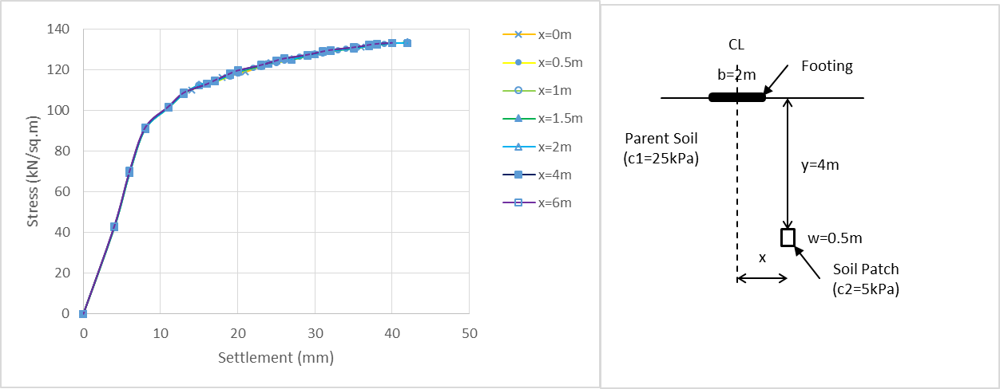 140
120
100
80
60
40
20
0
Stress (kN/sq.m)
0 10 20 30 40 50
Settlement (mm)
x=0m
x=0.5m
x=1m
x=1.5m
x=2m
x=4m
x=6m
CL
b=2m
Footing
Parent Soil
(c1=25kPa)
y=4m
w=0.5m
x
Soil Patch
(c2=5kPa)